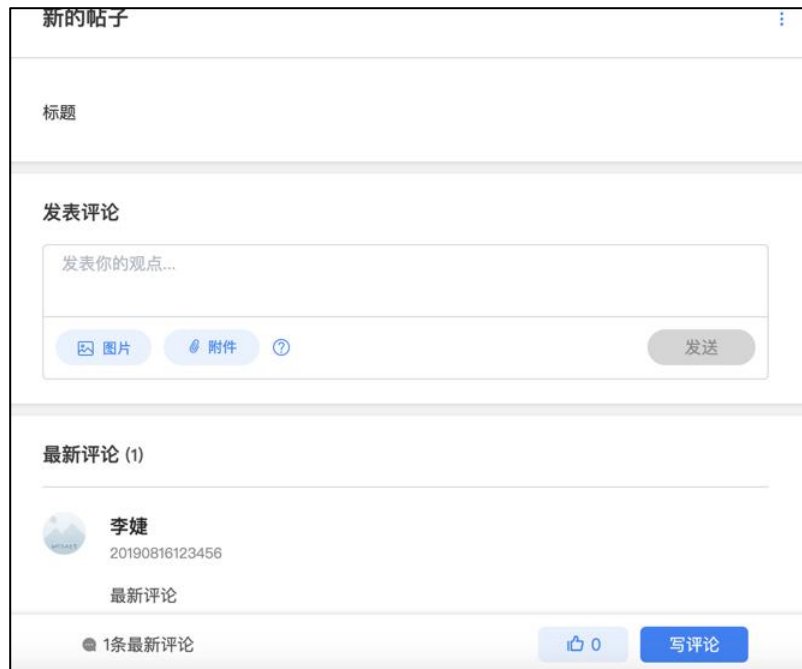 新的帖子
标题
发表评论
发表你的观点...
图片 附件 发送
最新评论 (1)
李婕
20190816123456
最新评论
1条最新评论 0 写评论